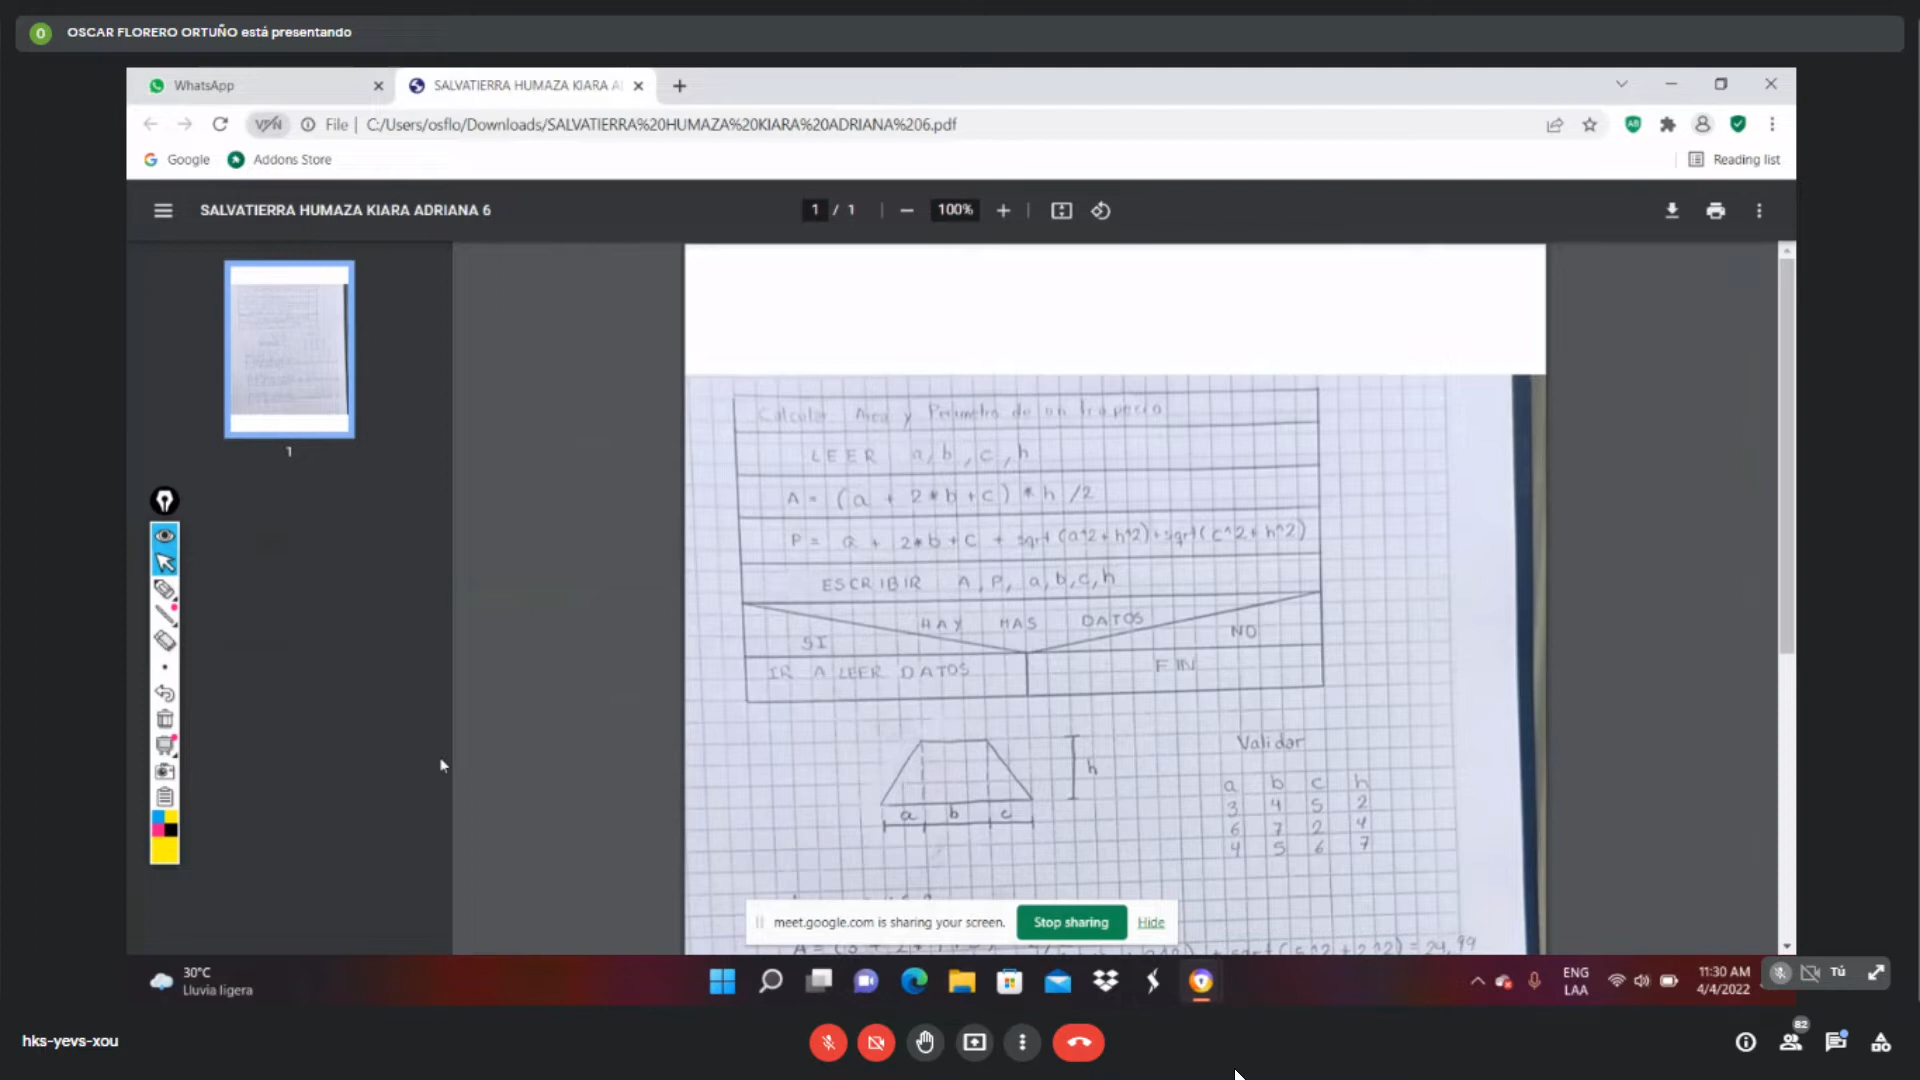 OSCAR FLORERO ORTUÑO está presentando
WhatsApp
SALVATIERRA HUMAZA KIARA A
VPN File C:/Users/osflo/Downloads/SALVATIERRA%20HUMAZA%20KIARA%20ADRIANA%206.pdf
Google Addons Store Reading list
SALVATIERRA HUMAZA KIARA ADRIANA 6
1 / 1 100%
Calcular Area y Perimetro de un trapecio
LEER a, b, c, h
A = (a + 2*b+c) * h /2
P = a + 2*b+c + sqrt(a^2+h^2)+sqrt(c^2+h^2)
ESCRIBIR A, P, a, b, c, h
HAY MAS DATOS
SI NO
IR A LEER DATOS FIN
1
h
a b c
Validar
a b c h
3 4 5 2
6 7 2 4
4 5 6 7
meet.google.com is sharing your screen. Stop sharing Hide
= 24,99
30°C
Lluvia ligera
ENG
LAA
11:30 AM
4/4/2022
Tú
hks-yevs-xou
82